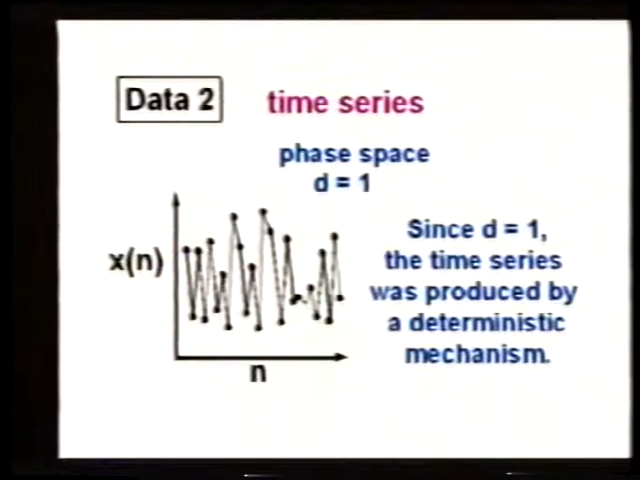 Data 2
time series
phase space
d = 1
Since d = 1,
the time series
was produced by
a deterministic
mechanism.
x(n)
n